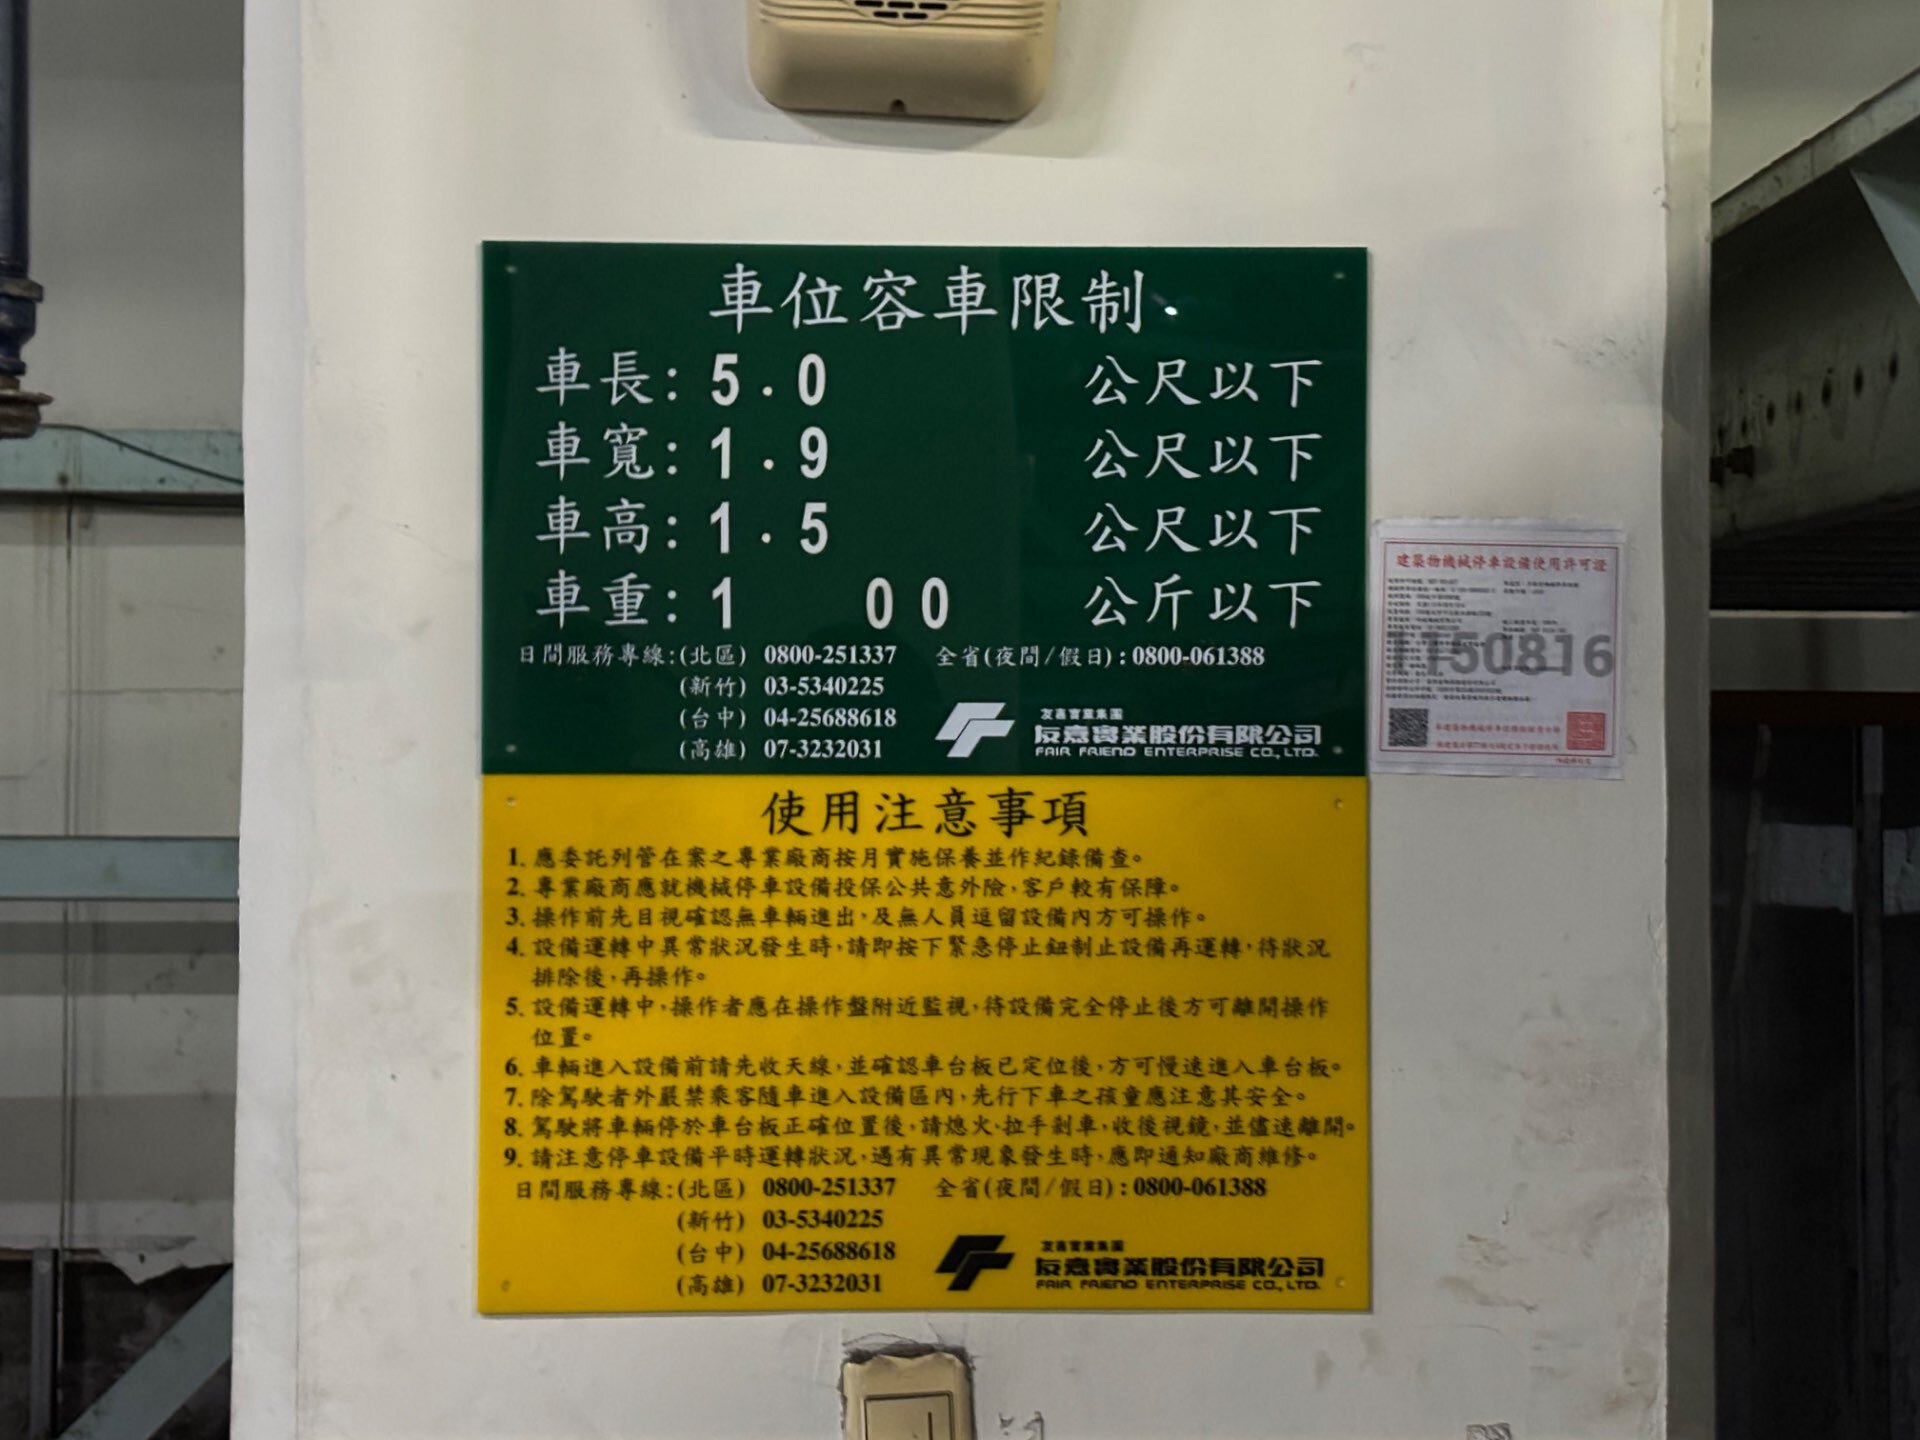 車位容車限制
車長：5.0 公尺以下
車寬：1.9 公尺以下
車高：1.5 公尺以下
車重：1 00 公斤以下
日間服務專線：(北區) 0800-251337 全省(夜間/假日)：0800-061388
(新竹) 03-5340225
(台中) 04-25688618
(高雄) 07-3232031
友嘉實業集團
友嘉實業股份有限公司
FAIR FRIEND ENTERPRISE CO., LTD.
使用注意事項
1. 應委託列管在案之專業廠商按月實施保養並作紀錄備查。
2. 專業廠商應就機械停車設備投保公共意外險，客戶較有保障。
3. 操作前先目視確認無車輛進出，及無人員逗留設備內方可操作。
4. 設備運轉中異常狀況發生時，請即按下緊急停止鈕制止設備再運轉，待狀況
排除後，再操作。
5. 設備運轉中，操作者應在操作盤附近監視，待設備完全停止後方可離開操作
位置。
6. 車輛進入設備前請先收天線，並確認車台板已定位後，方可慢速進入車台板。
7. 除駕駛者外嚴禁乘客隨車進入設備區內，先行下車之孩童應注意其安全。
8. 駕駛將車輛停於車台板正確位置後，請熄火，拉手剎車，收後視鏡，並儘速離開。
9. 請注意停車設備平時運轉狀況，遇有異常現象發生時，應即通知廠商維修。
日間服務專線：(北區) 0800-251337 全省(夜間/假日)：0800-061388
(新竹) 03-5340225
(台中) 04-25688618
(高雄) 07-3232031
友嘉實業集團
友嘉實業股份有限公司
FAIR FRIEND ENTERPRISE CO., LTD.
建築物機械停車設備使用許可證
1150816